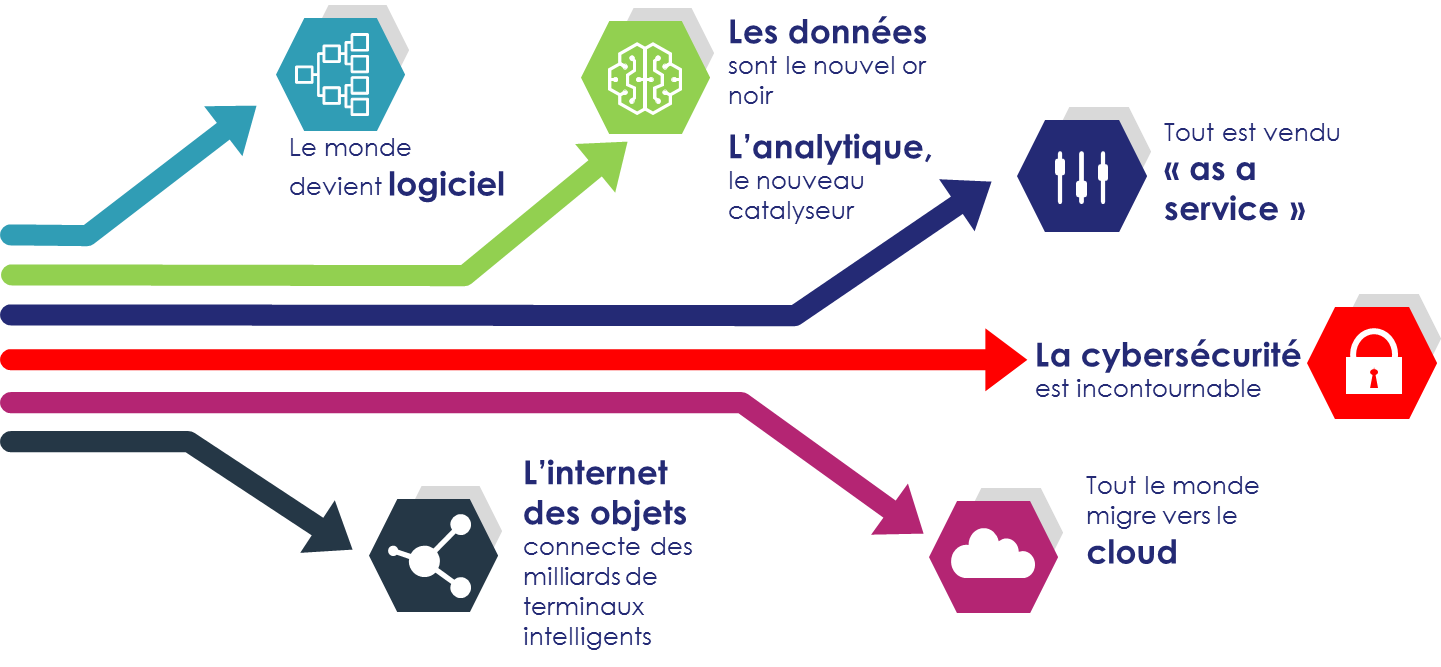 Le monde
devient logiciel
Les données
sont le nouvel or
noir
L’analytique,
le nouveau
catalyseur
Tout est vendu
« as a
service »
La cybersécurité
est incontournable
L’internet
des objets
connecte des
milliards de
terminaux
intelligents
Tout le monde
migre vers le
cloud